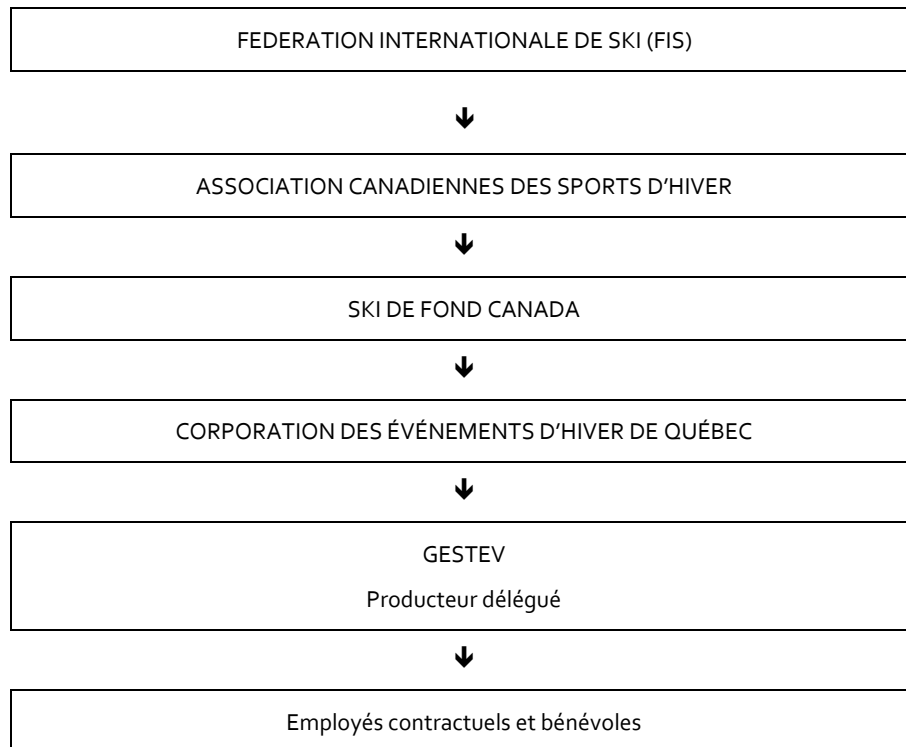 FEDERATION INTERNATIONALE DE SKI (FIS)
ASSOCIATION CANADIENNES DES SPORTS D'HIVER
SKI DE FOND CANADA
CORPORATION DES ÉVÉNEMENTS D'HIVER DE QUÉBEC
GESTEV
Producteur délégué
Employés contractuels et bénévoles